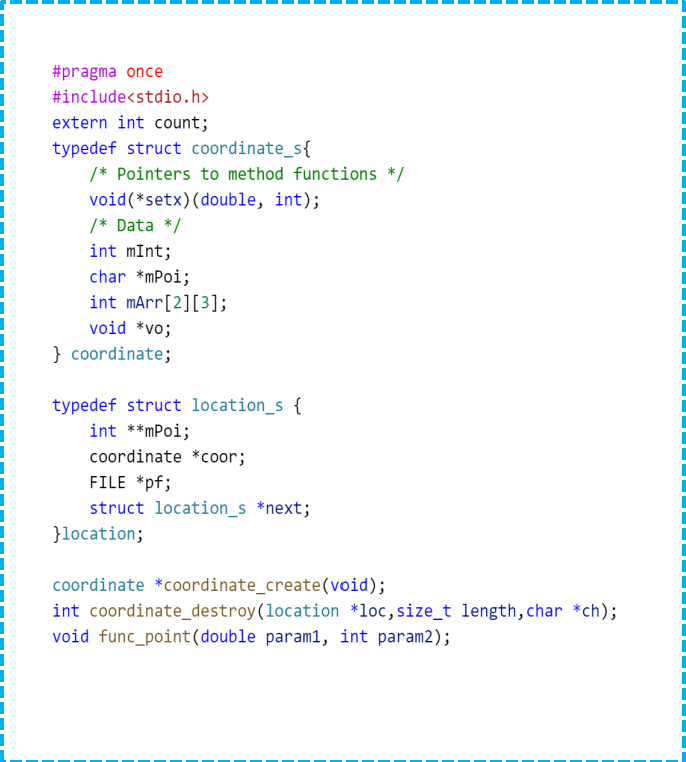 #pragma once
#include<stdio.h>
extern int count;
typedef struct coordinate_s{
    /* Pointers to method functions */
    void(*setx)(double, int);
    /* Data */
    int mInt;
    char *mPoi;
    int mArr[2][3];
    void *vo;
} coordinate;

typedef struct location_s {
    int **mPoi;
    coordinate *coor;
    FILE *pf;
    struct location_s *next;
}location;

coordinate *coordinate_create(void);
int coordinate_destroy(location *loc,size_t length,char *ch);
void func_point(double param1, int param2);